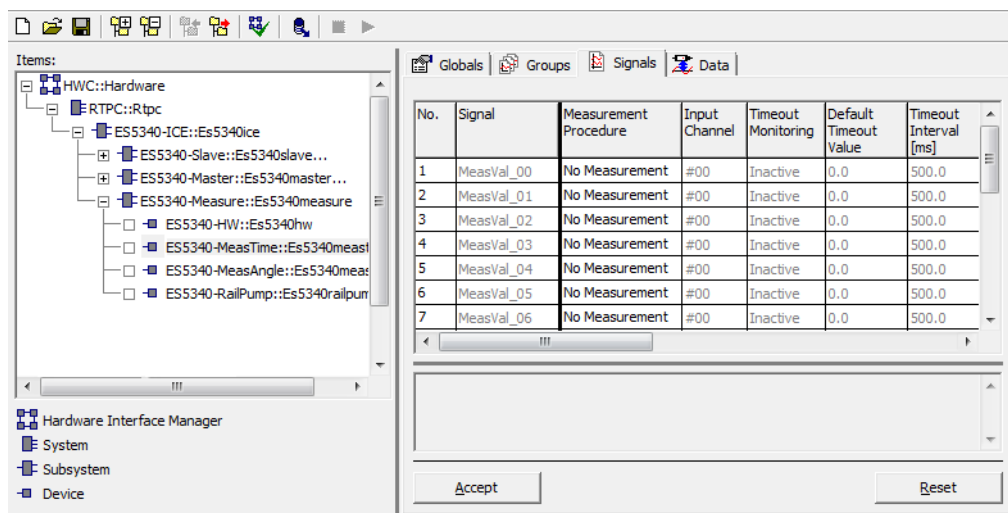 Items:
HWC::Hardware
RTPC::Rtpc
ES5340-ICE::Es5340ice
ES5340-Slave::Es5340slave...
ES5340-Master::Es5340master...
ES5340-Measure::Es5340measure
ES5340-HW::Es5340hw
ES5340-MeasTime::Es5340meast
ES5340-MeasAngle::Es5340meas
ES5340-RailPump::Es5340railpum
Hardware Interface Manager
System
Subsystem
Device
Globals Groups Signals Data
No. Signal Measurement Procedure Input Channel Timeout Monitoring Default Timeout Value Timeout Interval [ms]
1 MeasVal_00 No Measurement #00 Inactive 0.0 500.0
2 MeasVal_01 No Measurement #00 Inactive 0.0 500.0
3 MeasVal_02 No Measurement #00 Inactive 0.0 500.0
4 MeasVal_03 No Measurement #00 Inactive 0.0 500.0
5 MeasVal_04 No Measurement #00 Inactive 0.0 500.0
6 MeasVal_05 No Measurement #00 Inactive 0.0 500.0
7 MeasVal_06 No Measurement #00 Inactive 0.0 500.0
Accept Reset